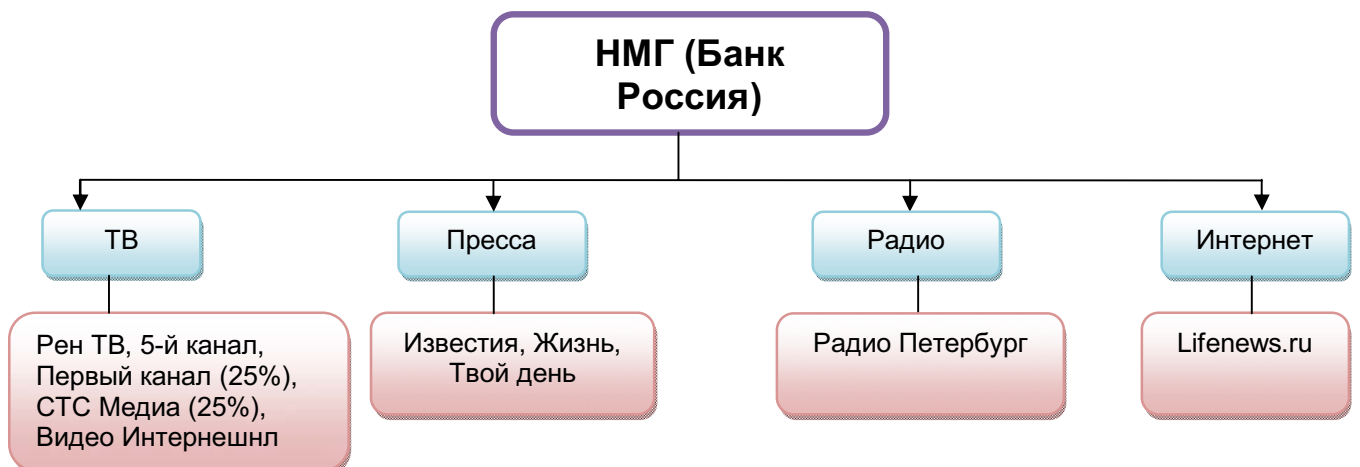 НМГ (Банк
Россия)
ТВ
Пресса
Радио
Интернет
Рен ТВ, 5-й канал,
Первый канал (25%),
СТС Медиа (25%),
Видео Интернешнл
Известия, Жизнь,
Твой день
Радио Петербург
Lifenews.ru